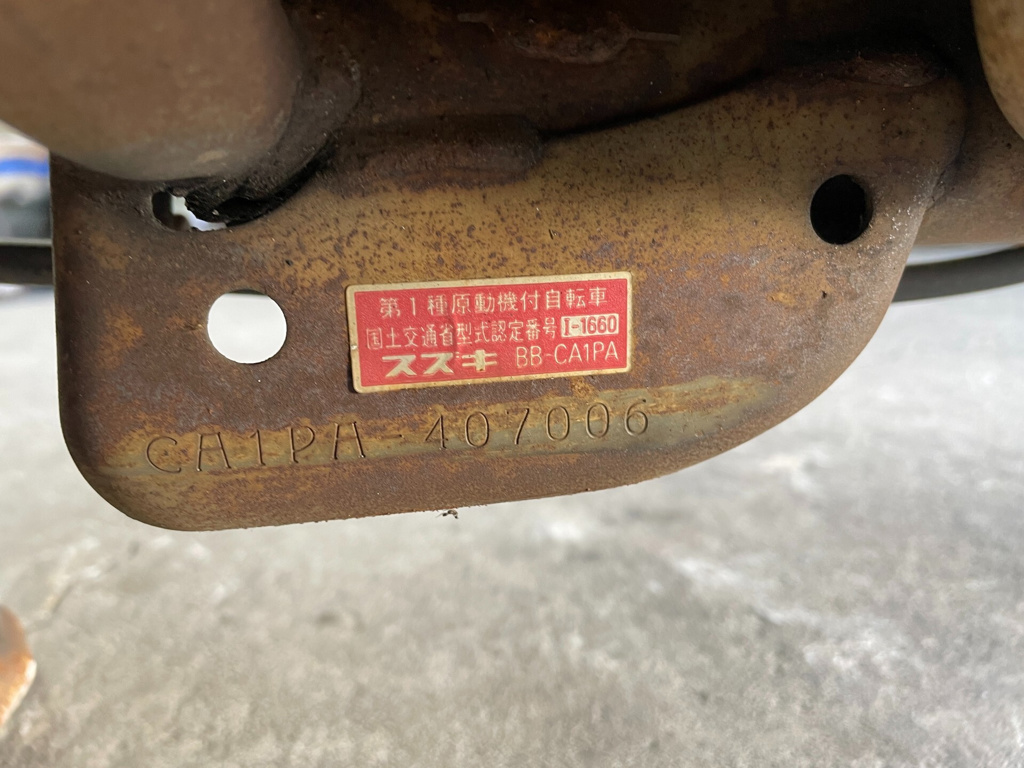 第1種原動機付自転車
国土交通省型式認定番号 I-1660
スズキ BB-CA1PA
CA1PA-407006